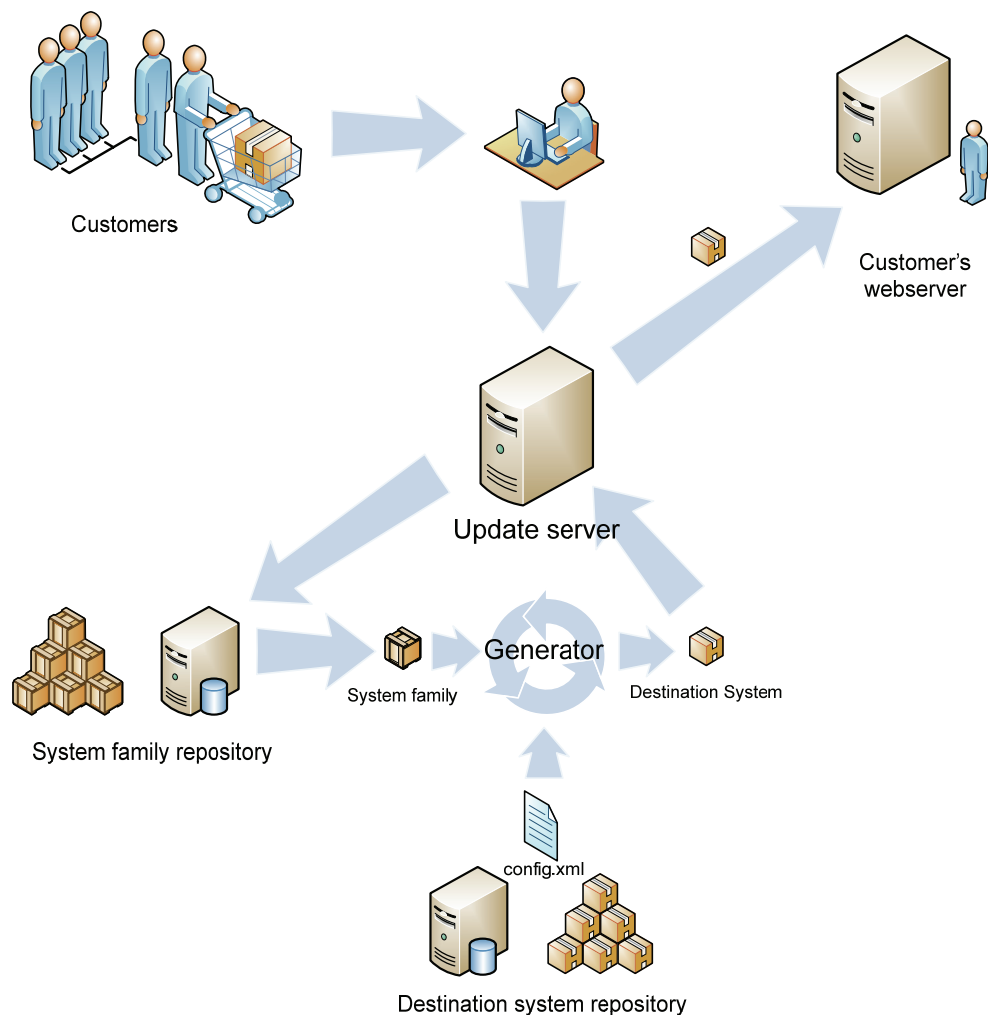 Customers
Customer's
webserver
Update server
Generator
System family
Destination System
System family repository
config.xml
Destination system repository